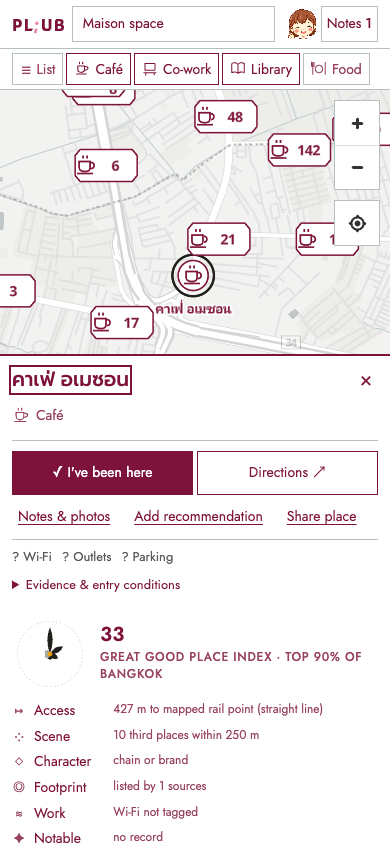 PL;UB
Maison space
Notes 1
≡ List
Café
Co-work
Library
Food
8
48
142
6
21
3
17
คาเฟ่ อเมซอน
34
คาเฟ่ อเมซอน
×
Café
✓ I've been here
Directions ↗
Notes & photos
Add recommendation
Share place
? Wi-Fi ? Outlets ? Parking
▶ Evidence & entry conditions
33
GREAT GOOD PLACE INDEX · TOP 90% OF
BANGKOK
Access 427 m to mapped rail point (straight line)
Scene 10 third places within 250 m
Character chain or brand
Footprint listed by 1 sources
Work Wi-Fi not tagged
Notable no record